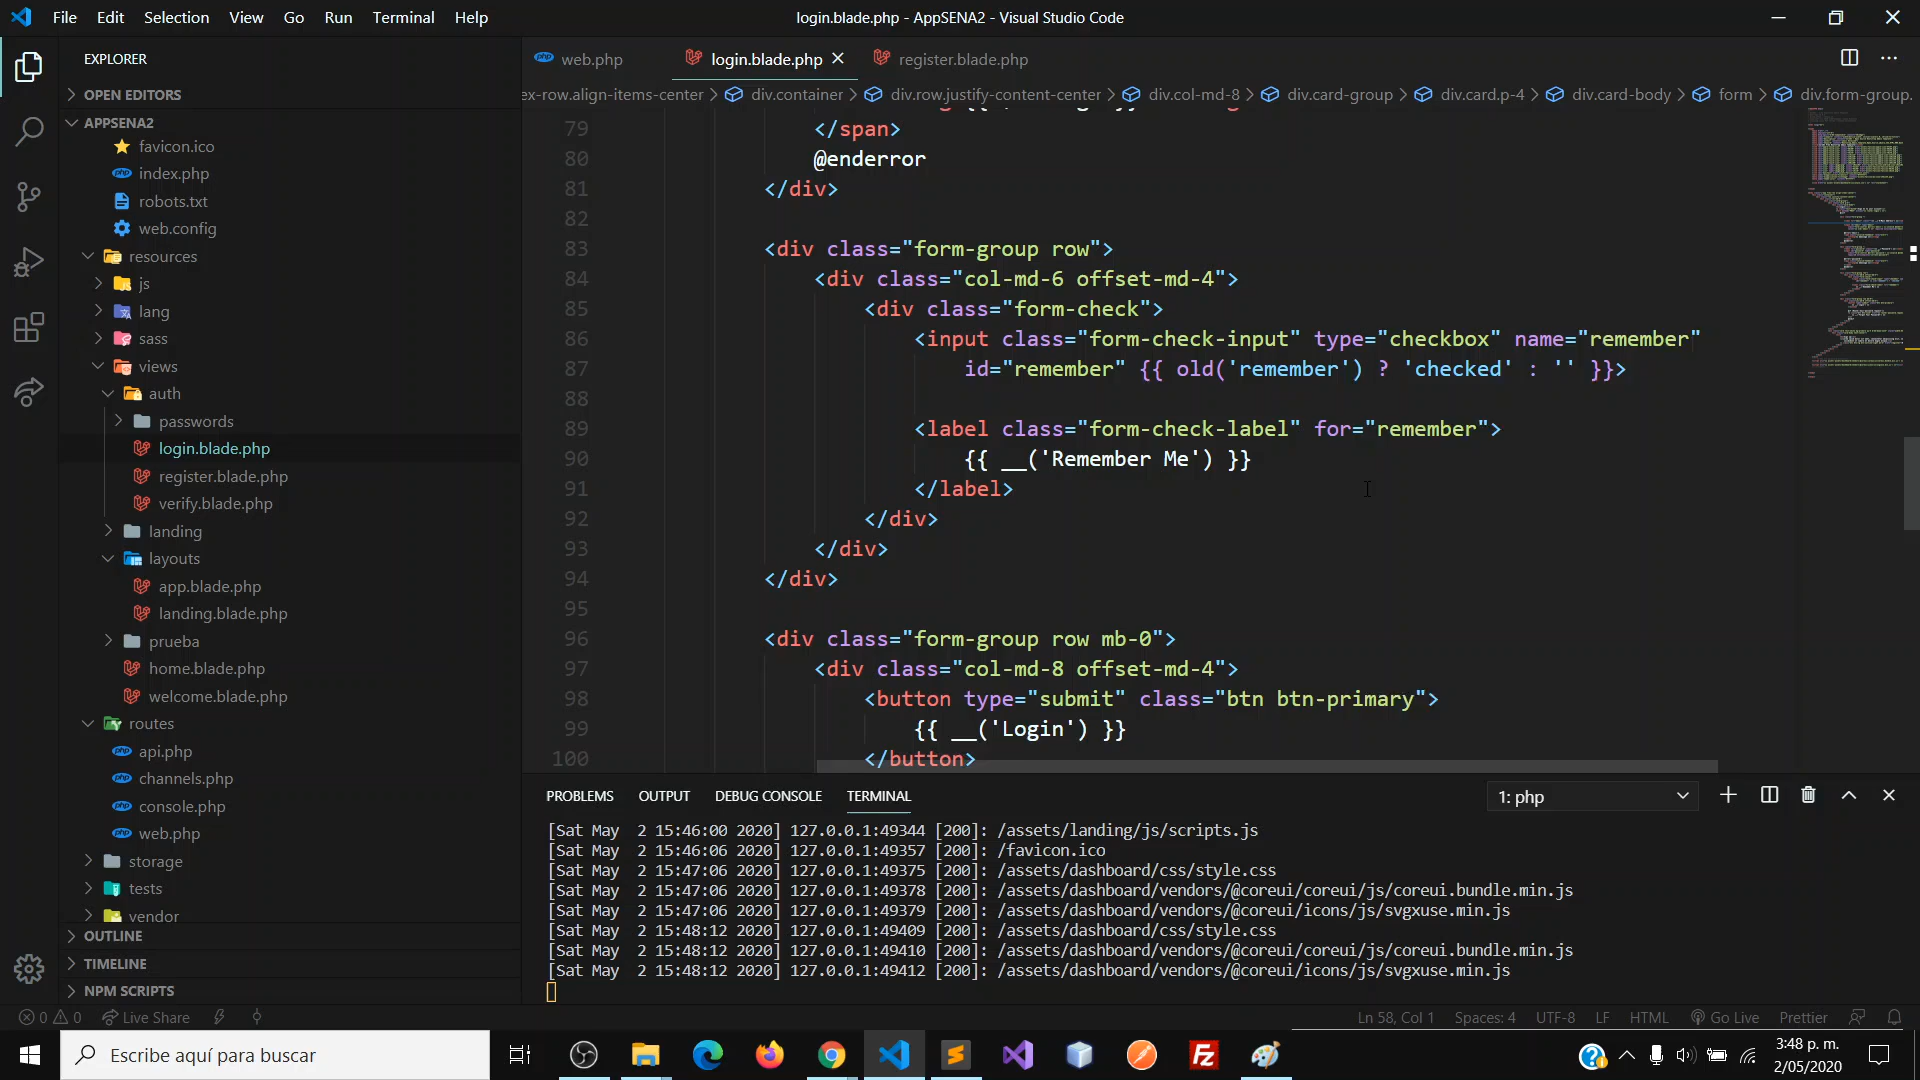 File Edit Selection View Go Run Terminal Help
login.blade.php - AppSENA2 - Visual Studio Code
EXPLORER
OPEN EDITORS
APPSENA2
favicon.ico
index.php
robots.txt
web.config
resources
js
lang
sass
views
auth
passwords
login.blade.php
register.blade.php
verify.blade.php
landing
layouts
app.blade.php
landing.blade.php
prueba
home.blade.php
welcome.blade.php
routes
api.php
channels.php
console.php
web.php
storage
tests
vendor
OUTLINE
TIMELINE
NPM SCRIPTS
web.php login.blade.php register.blade.php
ex-row.align-items-center > div.container > div.row.justify-content-center > div.col-md-8 > div.card-group > div.card.p-4 > div.card-body > form > div.form-group.
79 </span>
80 @enderror
81 </div>
82
83 <div class="form-group row">
84 <div class="col-md-6 offset-md-4">
85 <div class="form-check">
86 <input class="form-check-input" type="checkbox" name="remember"
87 id="remember" {{ old('remember') ? 'checked' : '' }}>
88
89 <label class="form-check-label" for="remember">
90 {{ __('Remember Me') }}
91 </label>
92 </div>
93 </div>
94 </div>
95
96 <div class="form-group row mb-0">
97 <div class="col-md-8 offset-md-4">
98 <button type="submit" class="btn btn-primary">
99 {{ __('Login') }}
100 </button>
PROBLEMS OUTPUT DEBUG CONSOLE TERMINAL
1: php
[Sat May  2 15:46:00 2020] 127.0.0.1:49344 [200]: /assets/landing/js/scripts.js
[Sat May  2 15:46:06 2020] 127.0.0.1:49357 [200]: /favicon.ico
[Sat May  2 15:47:06 2020] 127.0.0.1:49375 [200]: /assets/dashboard/css/style.css
[Sat May  2 15:47:06 2020] 127.0.0.1:49378 [200]: /assets/dashboard/vendors/@coreui/coreui/js/coreui.bundle.min.js
[Sat May  2 15:47:06 2020] 127.0.0.1:49379 [200]: /assets/dashboard/vendors/@coreui/icons/js/svgxuse.min.js
[Sat May  2 15:48:12 2020] 127.0.0.1:49409 [200]: /assets/dashboard/css/style.css
[Sat May  2 15:48:12 2020] 127.0.0.1:49410 [200]: /assets/dashboard/vendors/@coreui/coreui/js/coreui.bundle.min.js
[Sat May  2 15:48:12 2020] 127.0.0.1:49412 [200]: /assets/dashboard/vendors/@coreui/icons/js/svgxuse.min.js
0 0 Live Share
Ln 58, Col 1 Spaces: 4 UTF-8 LF HTML Go Live Prettier
Escribe aquí para buscar
3:48 p. m.
2/05/2020